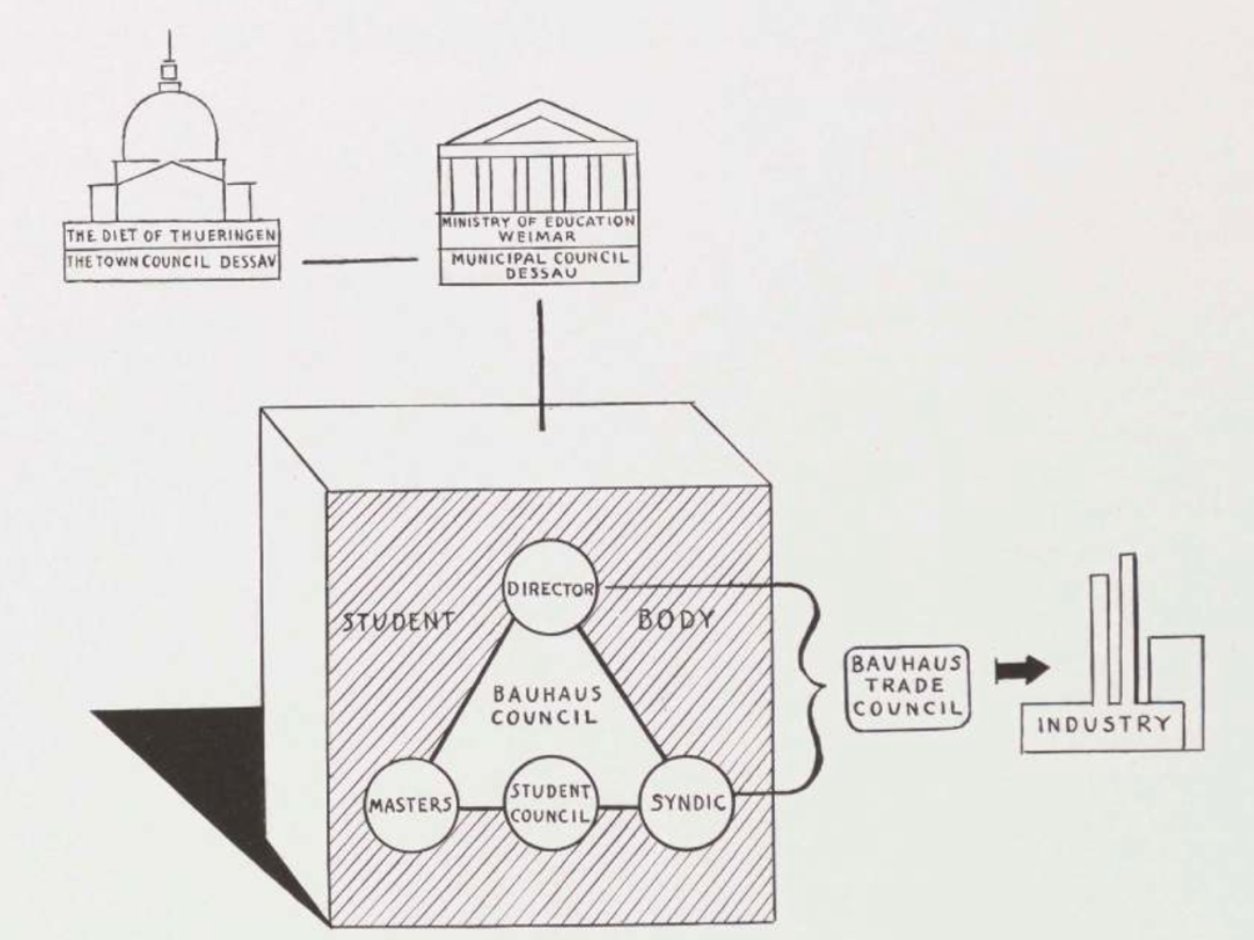 THE DIET OF THUERINGEN
THE TOWN COUNCIL DESSAU
MINISTRY OF EDUCATION
WEIMAR
MUNICIPAL COUNCIL
DESSAU
DIRECTOR
STUDENT BODY
BAUHAUS
COUNCIL
MASTERS
STUDENT
COUNCIL
SYNDIC
BAUHAUS
TRADE
COUNCIL
INDUSTRY